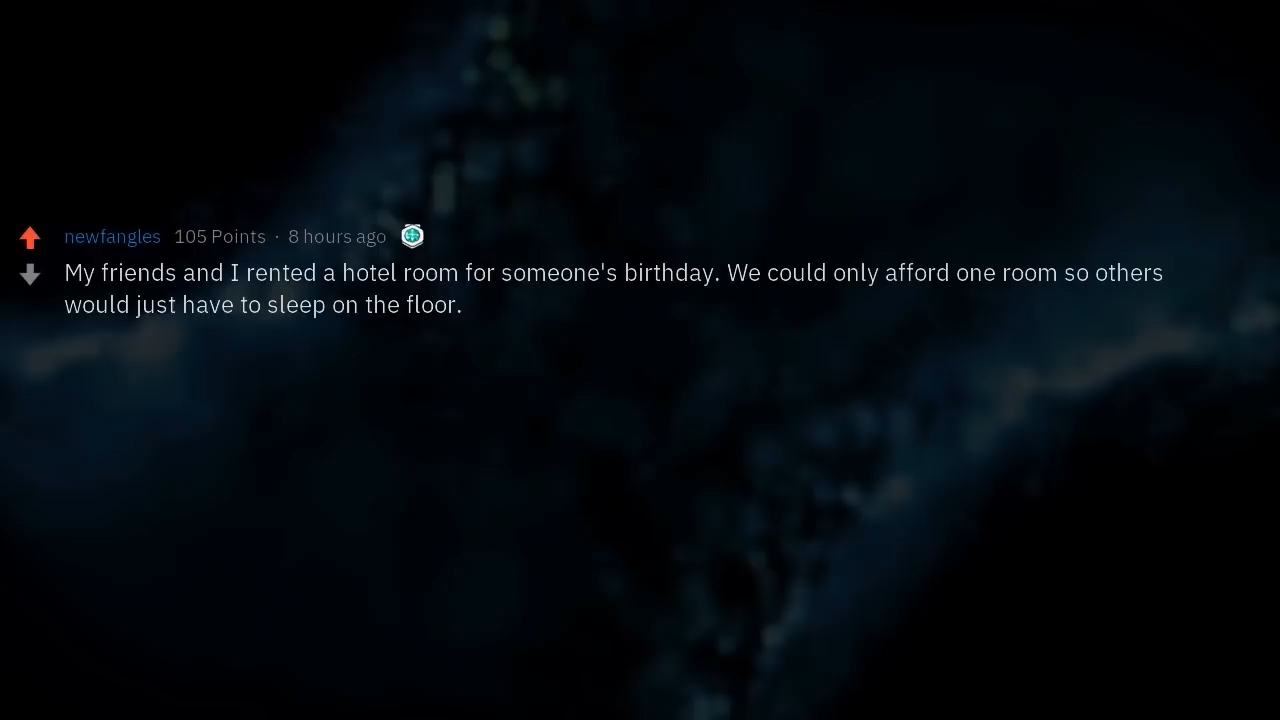 newfangles 105 Points · 8 hours ago
My friends and I rented a hotel room for someone's birthday. We could only afford one room so others
would just have to sleep on the floor.